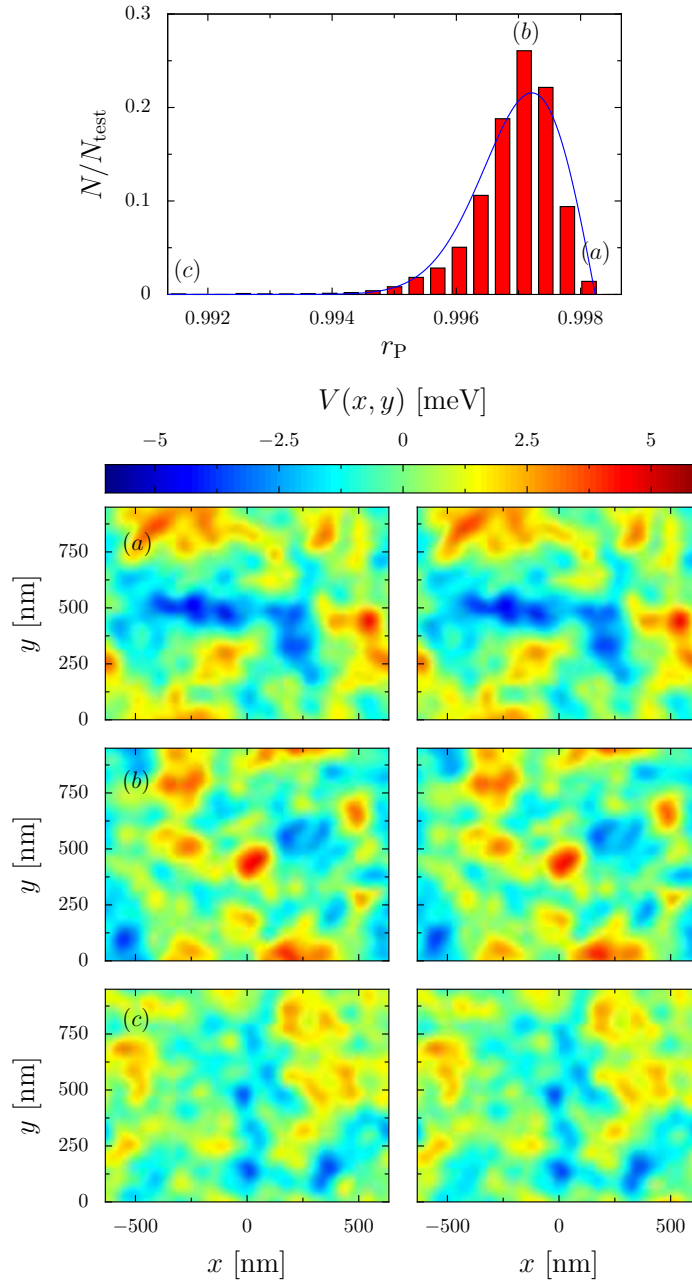 (b)
0.3
0.2
N/N_test
0.1
(a)
(c)
0
0.992 0.994 0.996 0.998
r_P
V(x, y) [meV]
−5 −2.5 0 2.5 5
(a)
750
y [nm]
500
250
0
(b)
750
y [nm]
500
250
0
(c)
750
y [nm]
500
250
0
−500 0 500 −500 0 500
x [nm] x [nm]